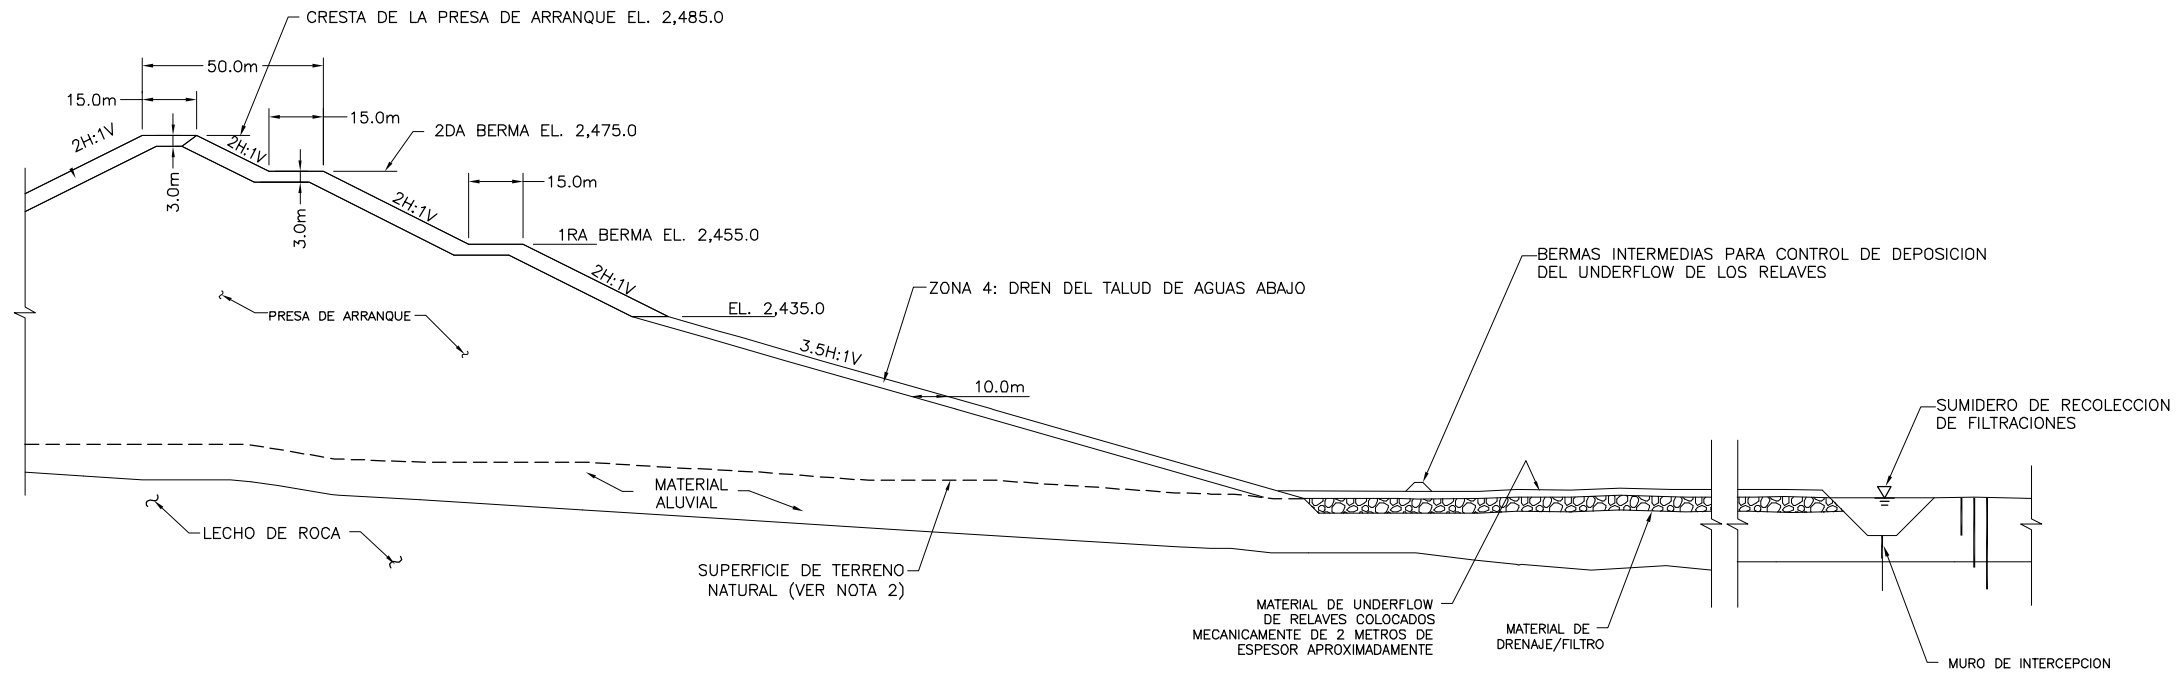 CRESTA DE LA PRESA DE ARRANQUE EL. 2,485.0
50.0m
15.0m
15.0m
2DA BERMA EL. 2,475.0
2H:1V
2H:1V
3.0m
3.0m
15.0m
2H:1V
1RA BERMA EL. 2,455.0
2H:1V
BERMAS INTERMEDIAS PARA CONTROL DE DEPOSICION
DEL UNDERFLOW DE LOS RELAVES
ZONA 4: DREN DEL TALUD DE AGUAS ABAJO
EL. 2,435.0
PRESA DE ARRANQUE
3.5H:1V
10.0m
SUMIDERO DE RECOLECCION
DE FILTRACIONES
MATERIAL
ALUVIAL
LECHO DE ROCA
SUPERFICIE DE TERRENO
NATURAL (VER NOTA 2)
MATERIAL DE UNDERFLOW
DE RELAVES COLOCADOS
MECANICAMENTE DE 2 METROS DE
ESPESOR APROXIMADAMENTE
MATERIAL DE
DRENAJE/FILTRO
MURO DE INTERCEPCION